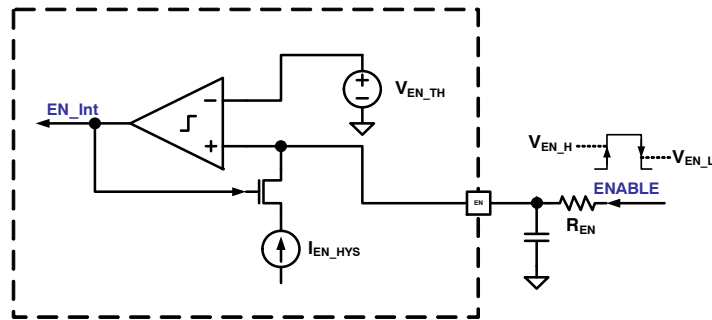 EN_Int
V_EN_TH
V_EN_H
V_EN_L
ENABLE
EN
R_EN
I_EN_HYS